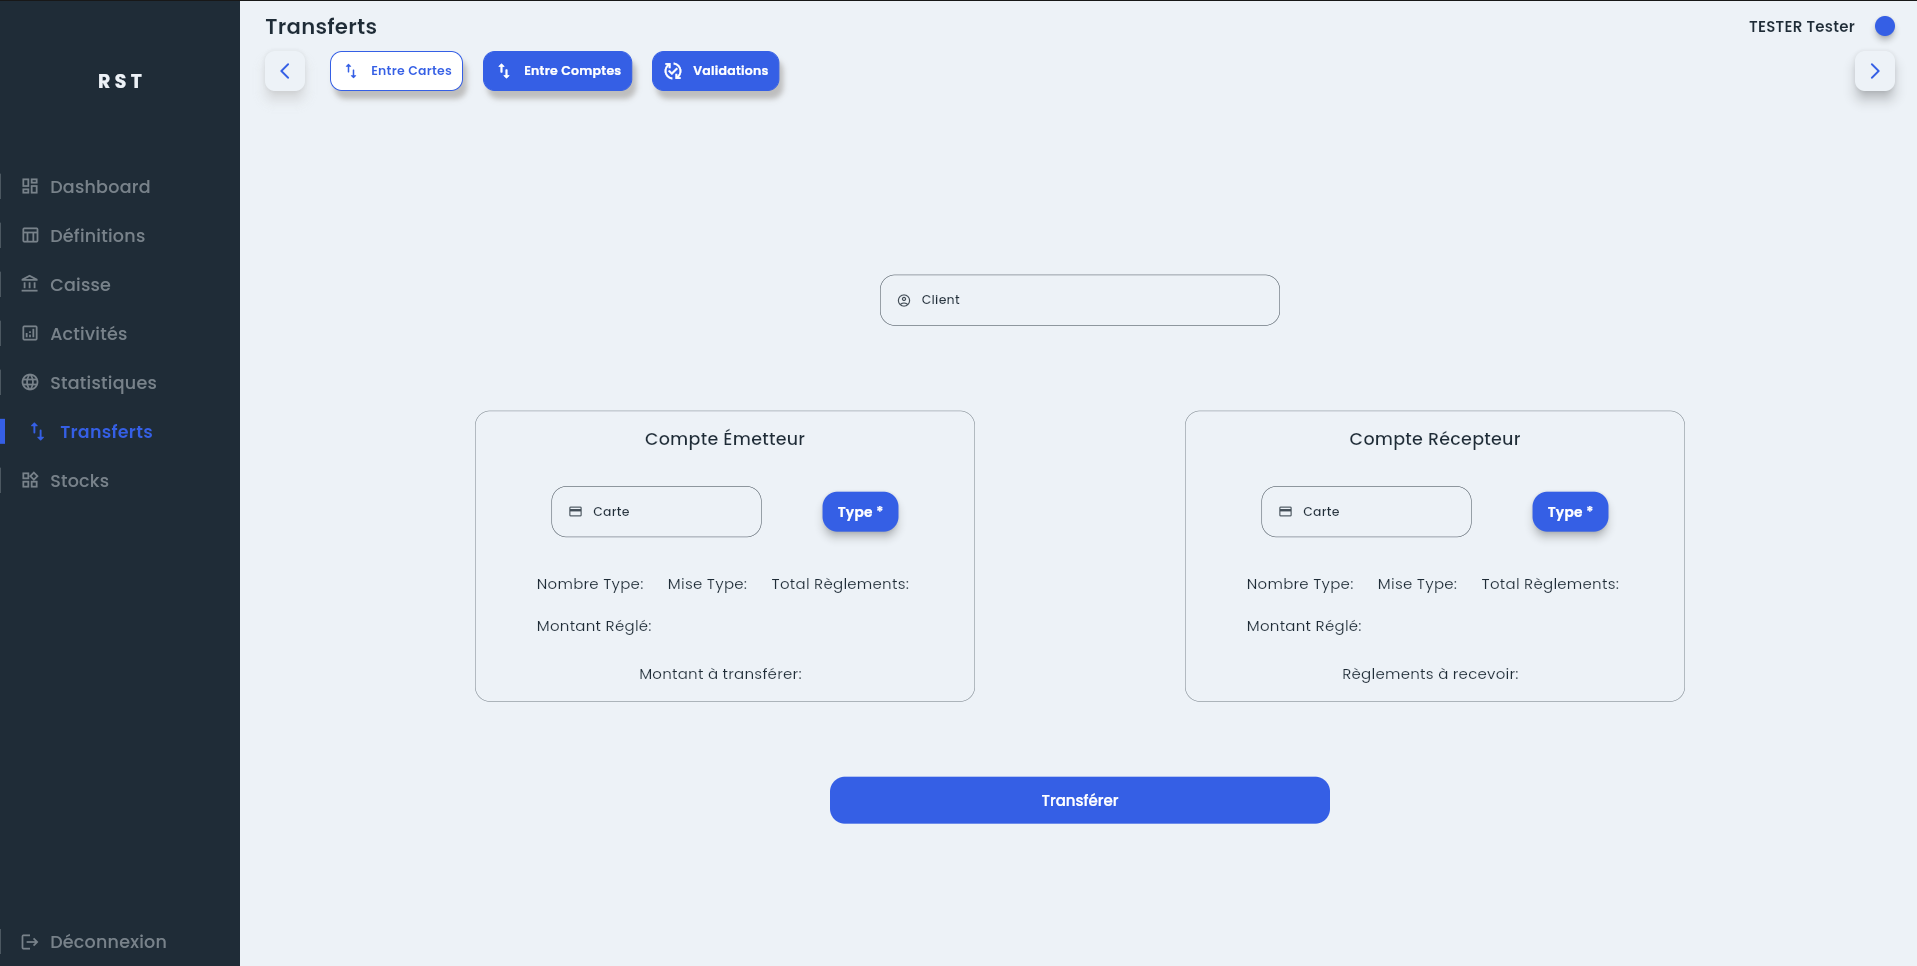 Transferts
TESTER Tester
RST
Entre Cartes
Entre Comptes
Validations
Dashboard
Définitions
Caisse
Activités
Statistiques
Transferts
Stocks
Déconnexion
Client
Compte Émetteur
Carte
Type *
Nombre Type: Mise Type: Total Règlements:
Montant Réglé:
Montant à transférer:
Compte Récepteur
Carte
Type *
Nombre Type: Mise Type: Total Règlements:
Montant Réglé:
Règlements à recevoir:
Transférer